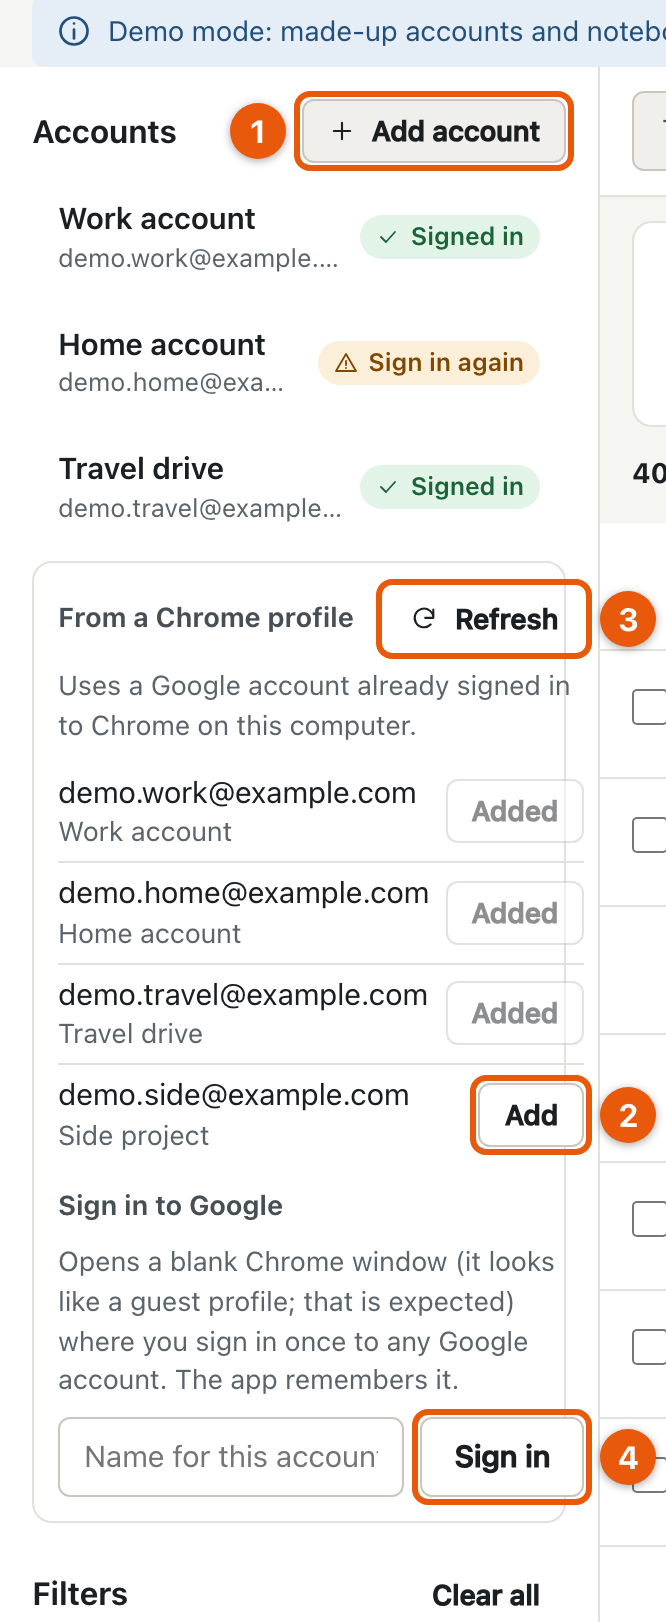 Demo mode: made-up accounts and
Accounts
1
+ Add account
Work account
demo.work@example....
Signed in
Home account
demo.home@exa...
Sign in again
Travel drive
demo.travel@example...
Signed in
40
From a Chrome profile
Refresh
3
Uses a Google account already signed in
to Chrome on this computer.
demo.work@example.com
Work account
Added
demo.home@example.com
Home account
Added
demo.travel@example.com
Travel drive
Added
demo.side@example.com
Side project
Add
2
Sign in to Google
Opens a blank Chrome window (it looks
like a guest profile; that is expected)
where you sign in once to any Google
account. The app remembers it.
Name for this accoun
Sign in
4
Filters
Clear all